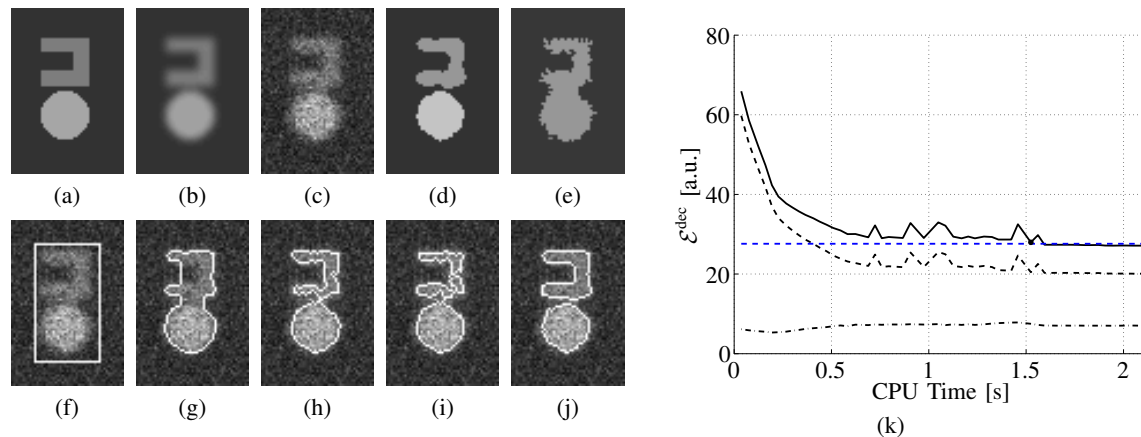 (a) (b) (c) (d) (e)
(f) (g) (h) (i) (j)
80
60
40
20
0
ℰ^dec [a.u.]
0 0.5 1 1.5 2
CPU Time [s]
(k)